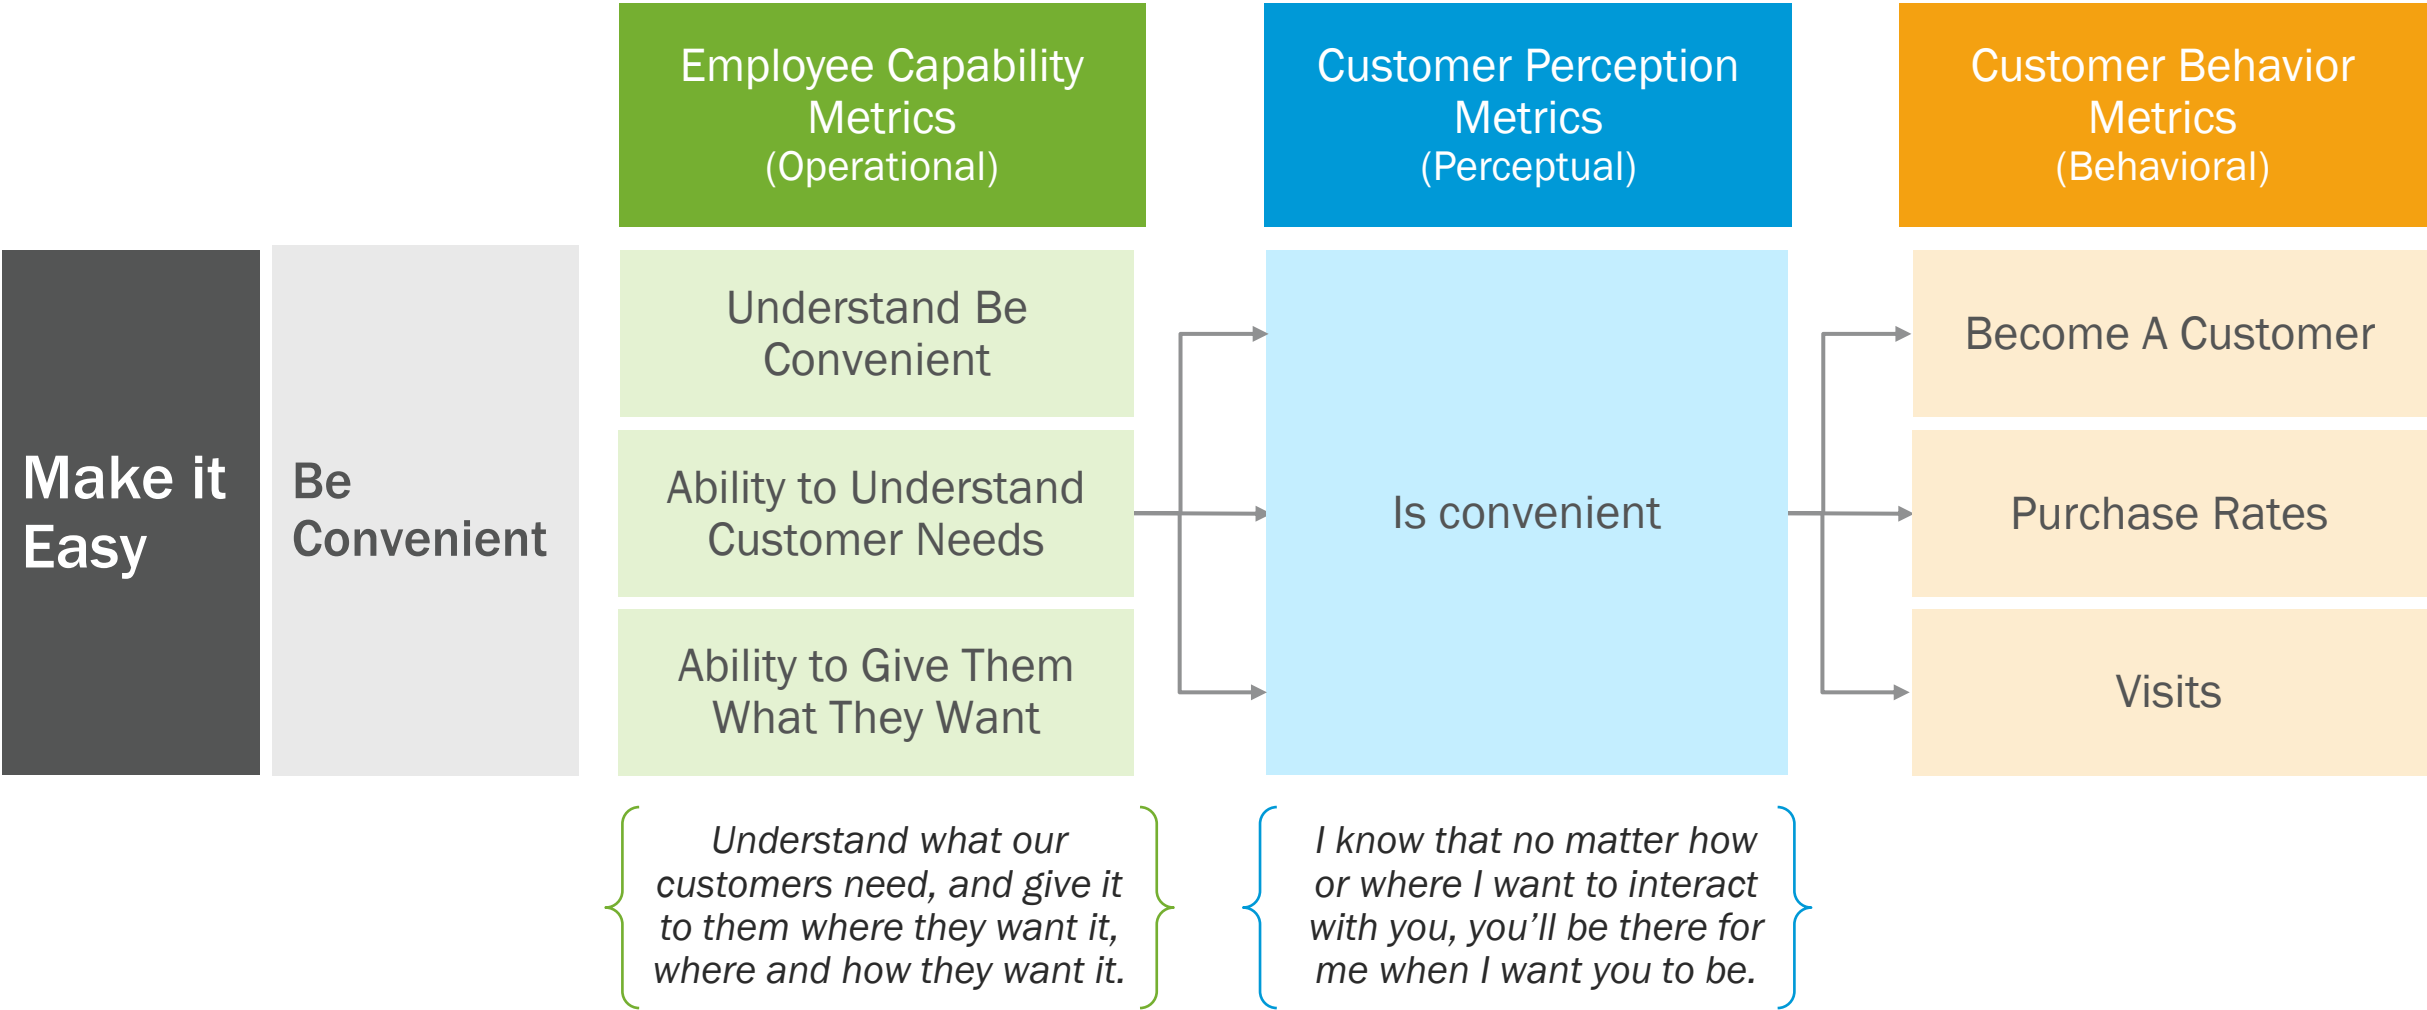 Employee Capability
Metrics
(Operational)
Customer Perception
Metrics
(Perceptual)
Customer Behavior
Metrics
(Behavioral)
Make it
Easy
Be
Convenient
Understand Be
Convenient
Ability to Understand
Customer Needs
Ability to Give Them
What They Want
Is convenient
Become A Customer
Purchase Rates
Visits
Understand what our
customers need, and give it
to them where they want it,
where and how they want it.
I know that no matter how
or where I want to interact
with you, you’ll be there for
me when I want you to be.